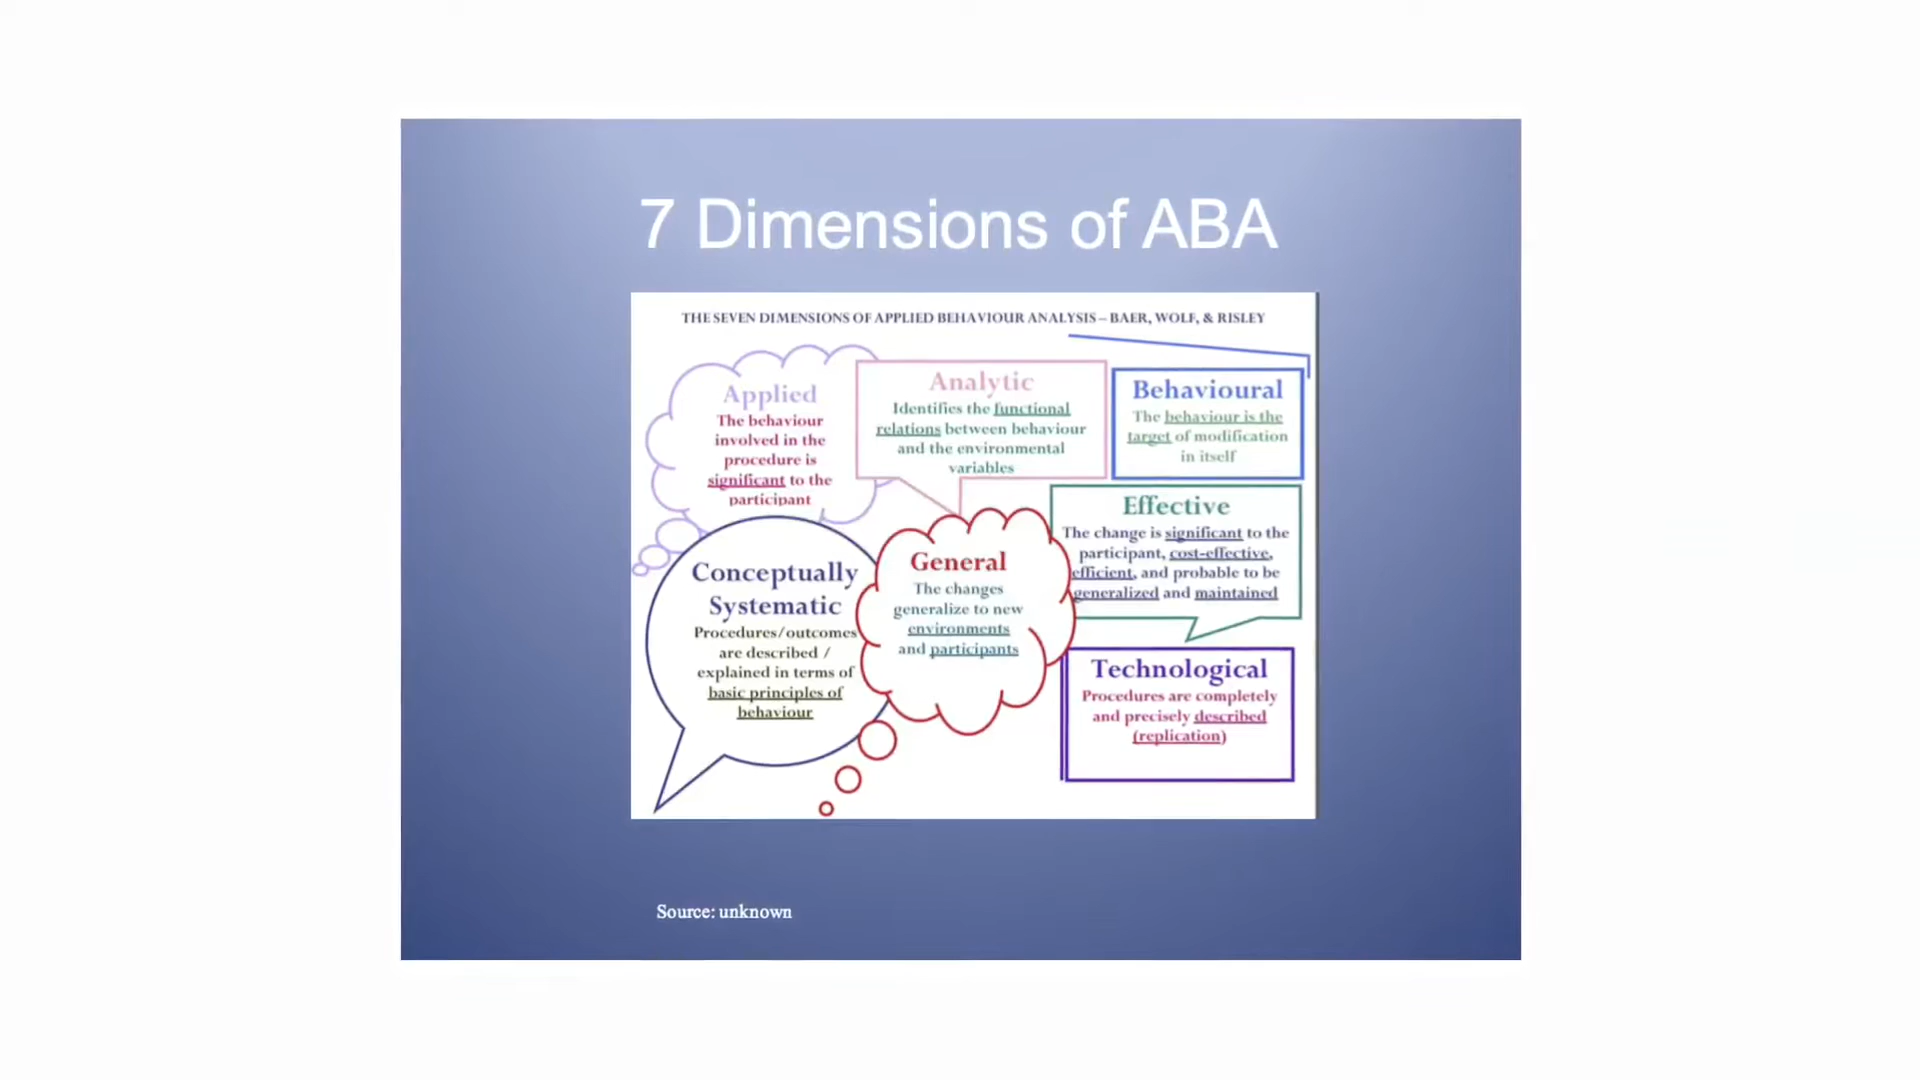 7 Dimensions of ABA
THE SEVEN DIMENSIONS OF APPLIED BEHAVIOUR ANALYSIS – BAER, WOLF, & RISLEY
Applied
The behaviour
involved in the
procedure is
significant to the
participant
Analytic
Identifies the functional
relations between behaviour
and the environmental
variables
Behavioural
The behaviour is the
target of modification
in itself
Effective
The change is significant to the
participant, cost-effective,
efficient, and probable to be
generalized and maintained
Conceptually
Systematic
Procedures/outcomes
are described /
explained in terms of
basic principles of
behaviour
General
The changes
generalize to new
environments
and participants
Technological
Procedures are completely
and precisely described
(replication)
Source: unknown